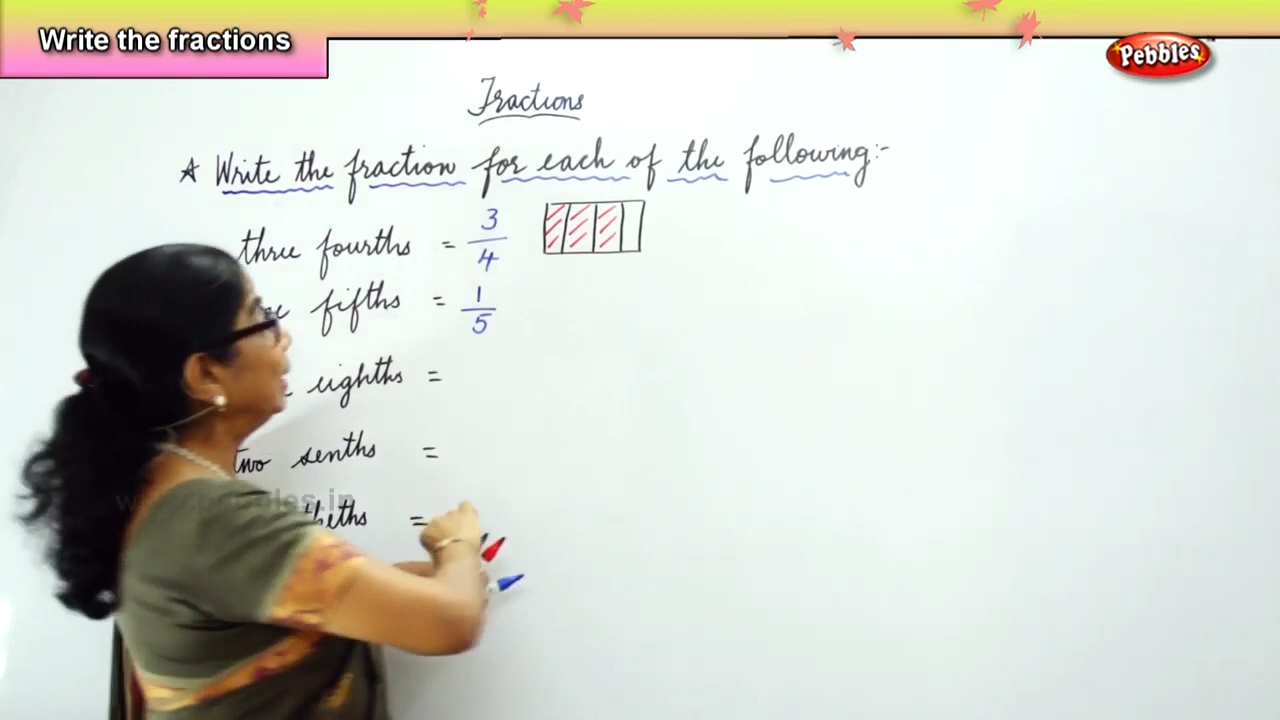 Write the fractions
Pebbles
Fractions
Write the fraction for each of the following:-
three fourths = 3/4
fifths = 1/5
eighths =
two senths =
=